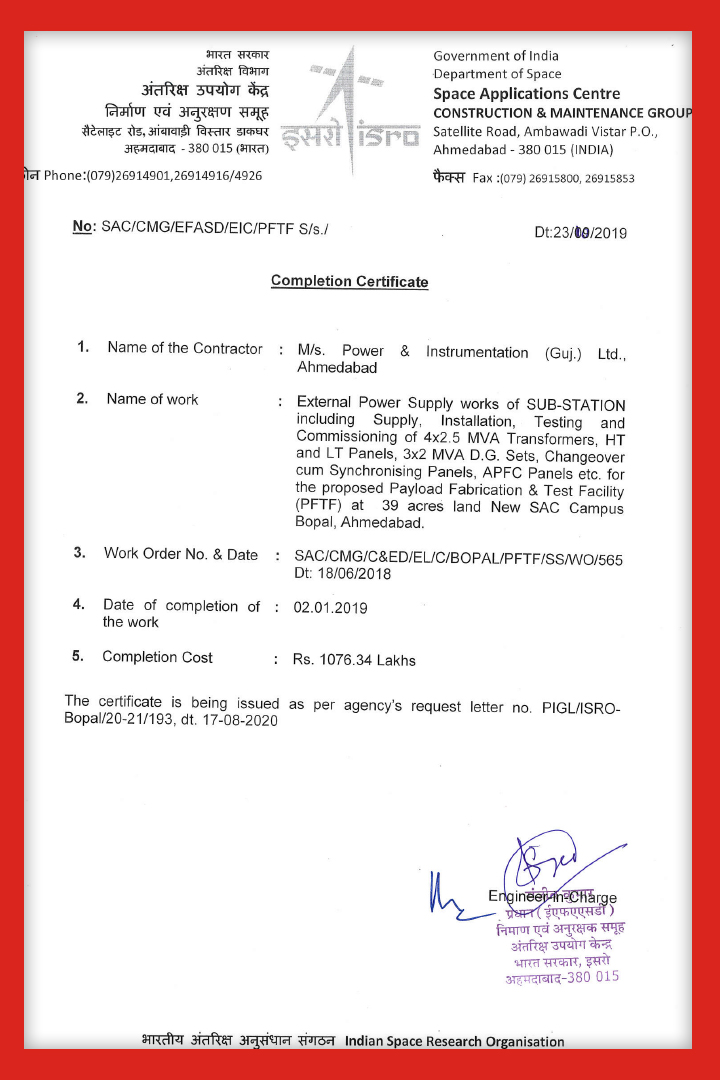 भारत सरकार
अंतरिक्ष विभाग
अंतरिक्ष उपयोग केंद्र
निर्माण एवं अनुरक्षण समूह
सैटेलाइट रोड, आंबावाड़ी विस्तार डाकघर
अहमदाबाद - 380 015 (भारत)
Phone:(079)26914901,26914916/4926
इसरो isro
Government of India
Department of Space
Space Applications Centre
CONSTRUCTION & MAINTENANCE GROUP
Satellite Road, Ambawadi Vistar P.O.,
Ahmedabad - 380 015 (INDIA)
फैक्स Fax :(079) 26915800, 26915853
No: SAC/CMG/EFASD/EIC/PFTF S/s./
Dt:23/09/2019
Completion Certificate
1. Name of the Contractor : M/s. Power & Instrumentation (Guj.) Ltd.,
Ahmedabad
2. Name of work : External Power Supply works of SUB-STATION
including Supply, Installation, Testing and
Commissioning of 4x2.5 MVA Transformers, HT
and LT Panels, 3x2 MVA D.G. Sets, Changeover
cum Synchronising Panels, APFC Panels etc. for
the proposed Payload Fabrication & Test Facility
(PFTF) at 39 acres land New SAC Campus
Bopal, Ahmedabad.
3. Work Order No. & Date : SAC/CMG/C&ED/EL/C/BOPAL/PFTF/SS/WO/565
Dt: 18/06/2018
4. Date of completion of : 02.01.2019
the work
5. Completion Cost : Rs. 1076.34 Lakhs
The certificate is being issued as per agency's request letter no. PIGL/ISRO-
Bopal/20-21/193, dt. 17-08-2020
Engineer-in-Charge
प्रधान ( ईएफएएसडी )
निमाण एवं अनुरक्षक समूह
अंतरिक्ष उपयोग केन्द्र
भारत सरकार, इसरो
अहमदाबाद-380 015
भारतीय अंतरिक्ष अनुसंधान संगठन Indian Space Research Organisation